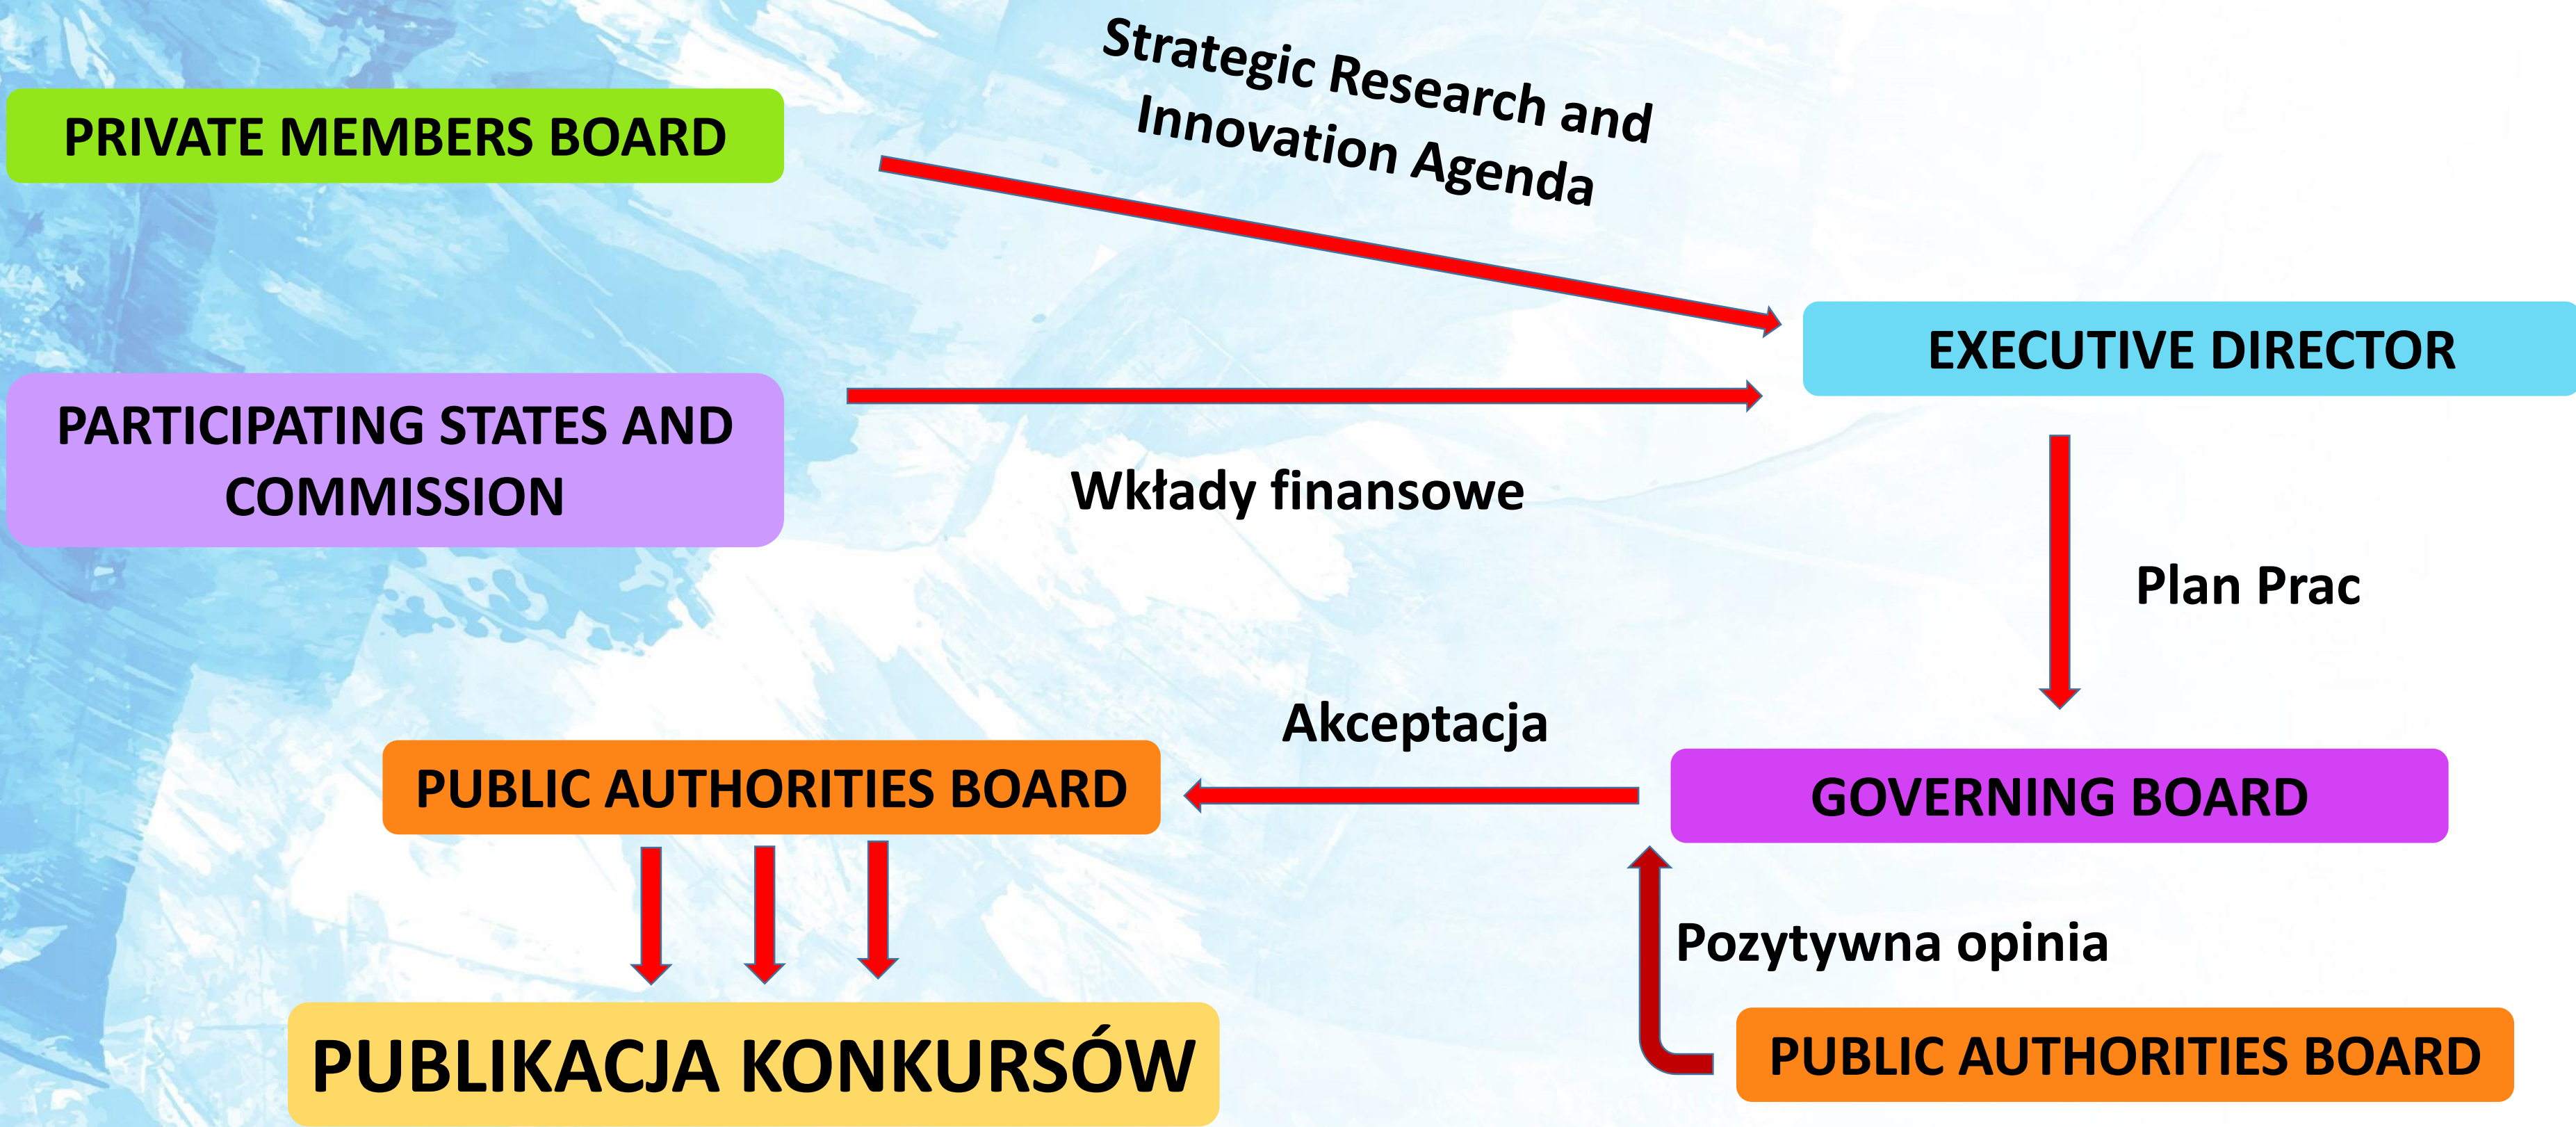 Strategic Research and
Innovation Agenda
PRIVATE MEMBERS BOARD
EXECUTIVE DIRECTOR
PARTICIPATING STATES AND
COMMISSION
Wkłady finansowe
Plan Prac
Akceptacja
PUBLIC AUTHORITIES BOARD
GOVERNING BOARD
Pozytywna opinia
PUBLIKACJA KONKURSÓW
PUBLIC AUTHORITIES BOARD